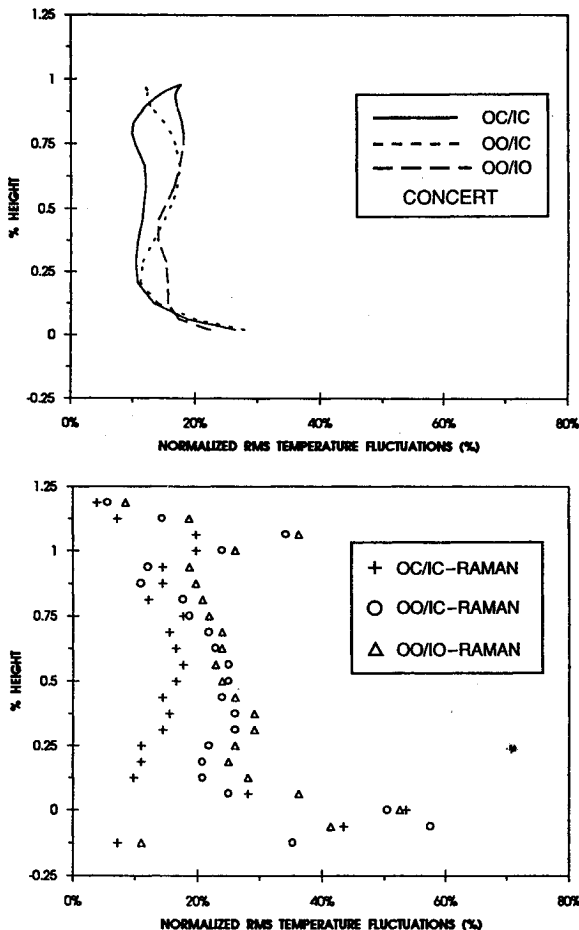 1.25
1
0.75
0.5
0.25
0
-0.25
% HEIGHT
OC/IC
OO/IC
OO/IO
CONCERT
0%
20%
40%
60%
80%
NORMALIZED RMS TEMPERATURE FLUCTUATIONS (%)
1.25
1
0.75
0.5
0.25
0
-0.25
% HEIGHT
OC/IC-RAMAN
OO/IC-RAMAN
OO/IO-RAMAN
0%
20%
40%
60%
80%
NORMALIZED RMS TEMPERATURE FLUCTUATIONS (%)